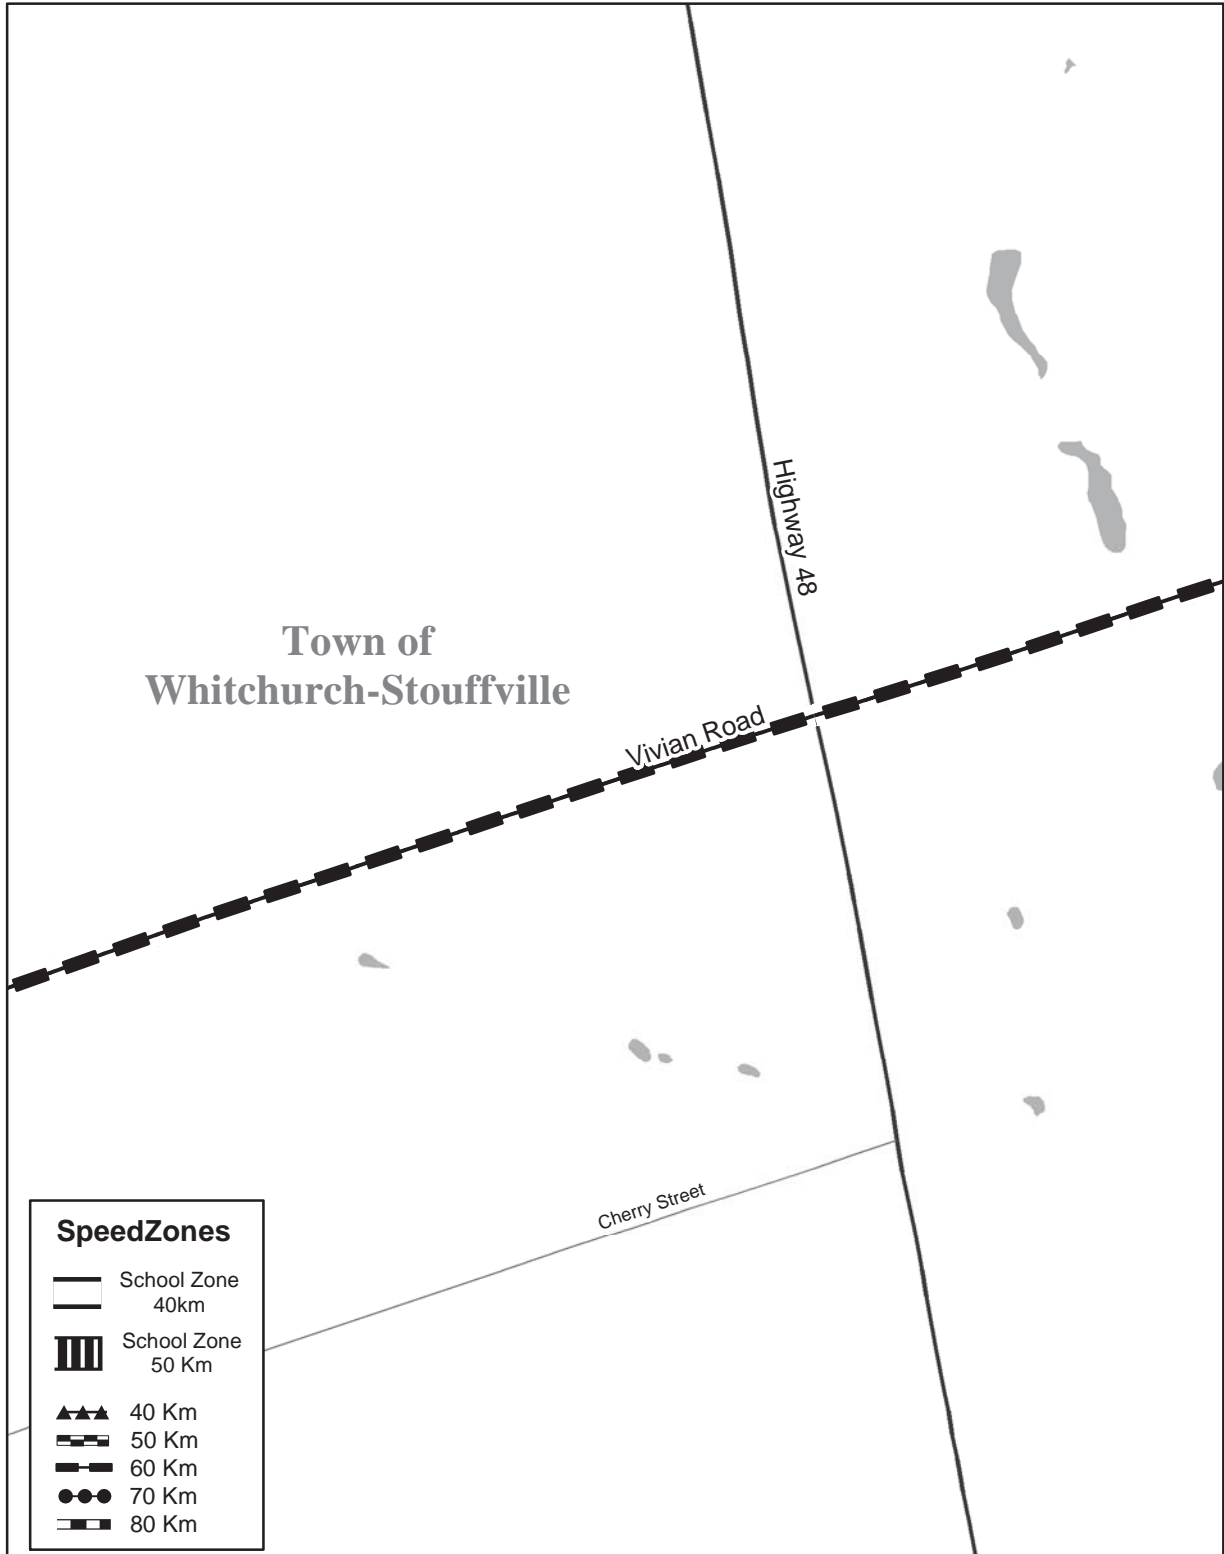 Highway 48
Town of
Whitchurch-Stouffville
Vivian Road
Cherry Street
SpeedZones
School Zone
40km
School Zone
50 Km
40 Km
50 Km
60 Km
70 Km
80 Km